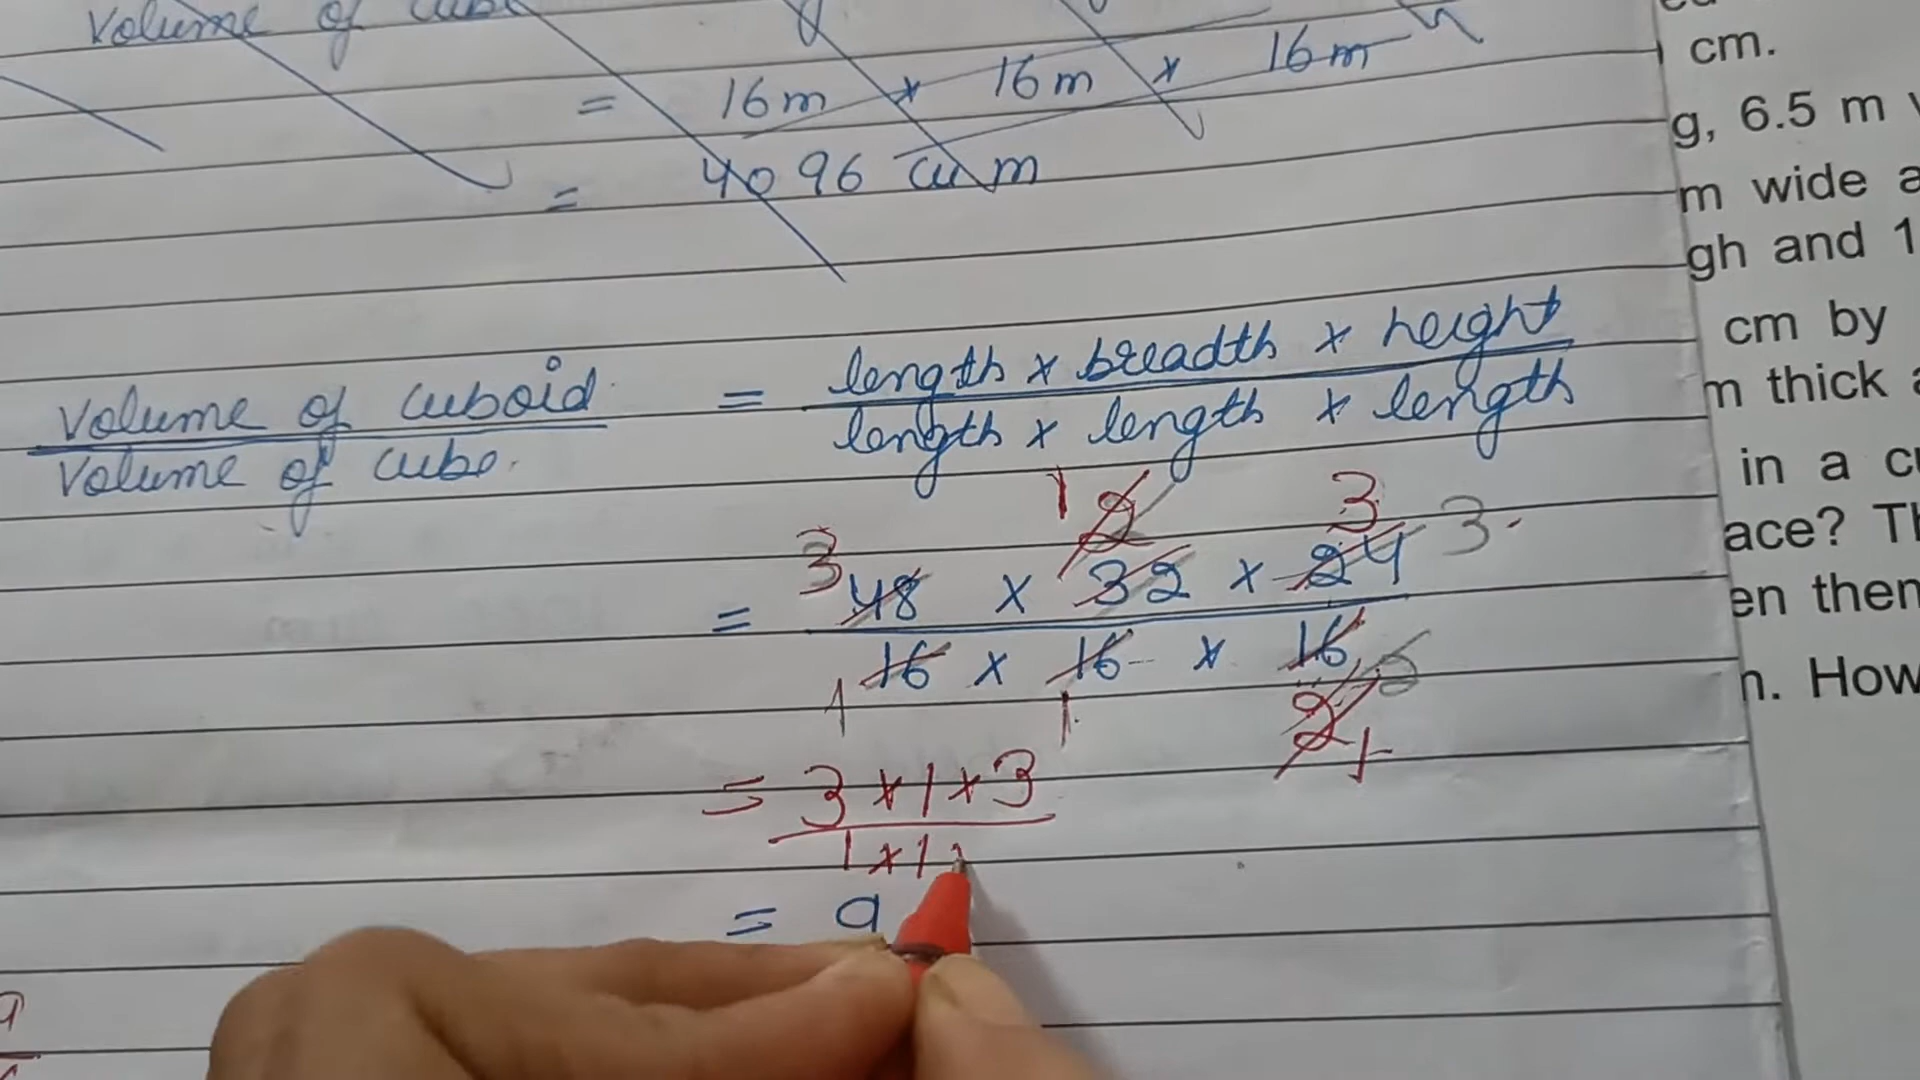 Volume of cube
= 16m x 16m x 16m
= 4096 cu m
Volume of cuboid = length x breadth x height
Volume of cube. length x length x length
1 2 3
3 48 x 32 x 24 3.
=
16 x 16 x 16
1 1 2 1
= 3 x 1 x 3
1 x 1
= 9
cm.
g, 6.5 m
m wide a
gh and 1
cm by
m thick a
in a cu
ace? Th
en then
n. How